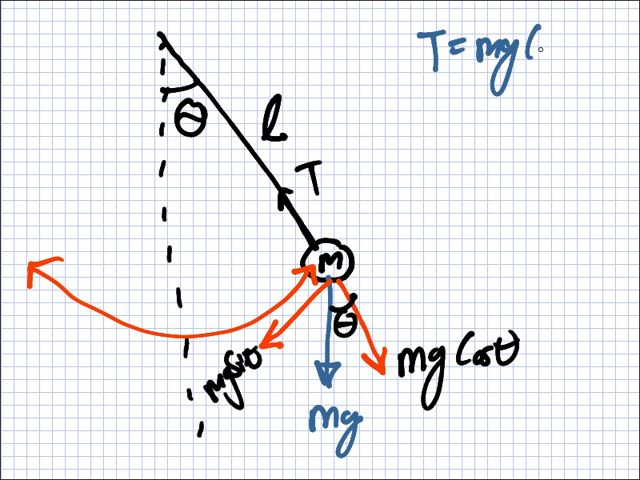 T = mg(
θ
l
T
M
θ
mg sinθ
mg Cosθ
mg